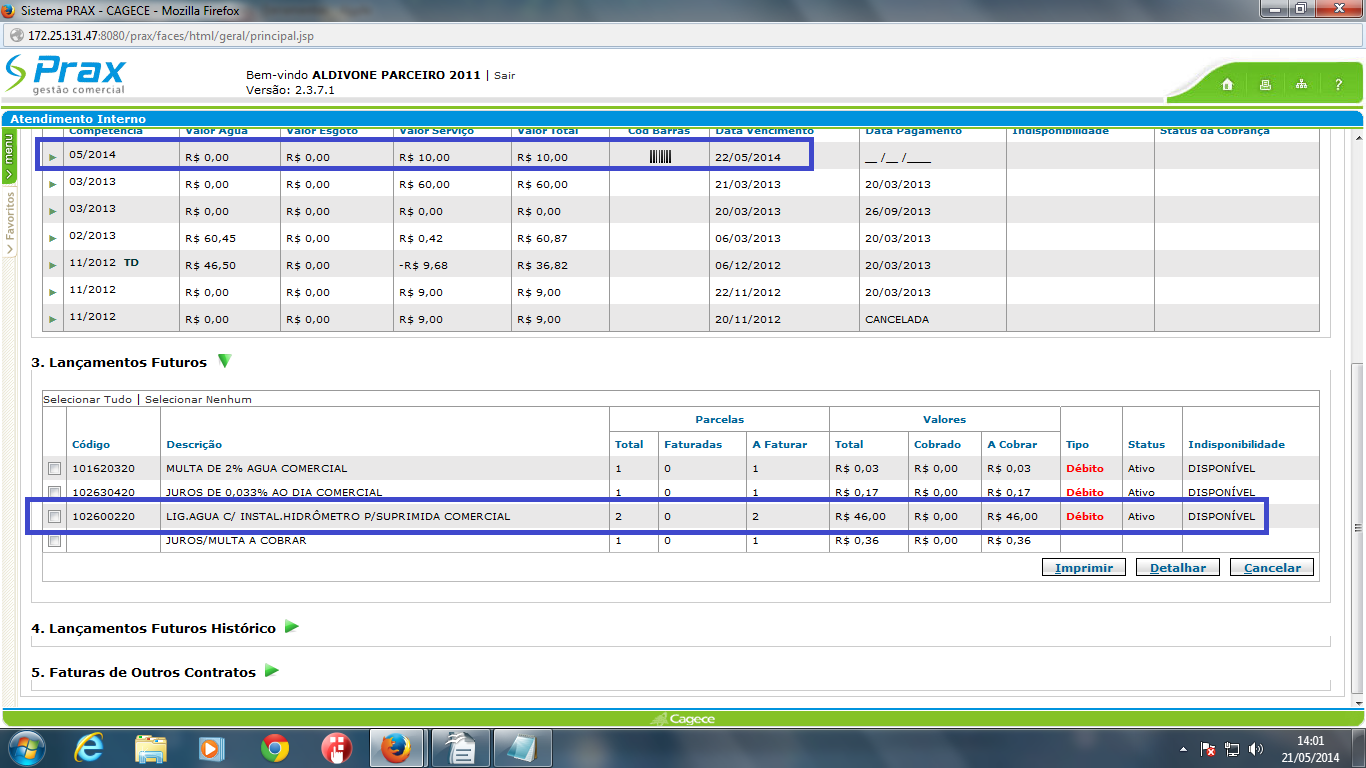 Sistema PRAX - CAGECE - Mozilla Firefox
172.25.131.47:8080/prax/faces/html/geral/principal.jsp
Prax
gestão comercial
Bem-vindo ALDIVONE PARCEIRO 2011 | Sair
Versão: 2.3.7.1
?
Atendimento Interno
menu
Favoritos
Competência Valor Água Valor Esgoto Valor Serviço Valor Total Cód Barras Data Vencimento Data Pagamento Indisponibilidade Status da Cobrança
05/2014 R$ 0,00 R$ 0,00 R$ 10,00 R$ 10,00 22/05/2014 __ /__ /____
03/2013 R$ 0,00 R$ 0,00 R$ 60,00 R$ 60,00 21/03/2013 20/03/2013
03/2013 R$ 0,00 R$ 0,00 R$ 0,00 R$ 0,00 20/03/2013 26/09/2013
02/2013 R$ 60,45 R$ 0,00 R$ 0,42 R$ 60,87 06/03/2013 20/03/2013
11/2012 TD R$ 46,50 R$ 0,00 -R$ 9,68 R$ 36,82 06/12/2012 20/03/2013
11/2012 R$ 0,00 R$ 0,00 R$ 9,00 R$ 9,00 22/11/2012 20/03/2013
11/2012 R$ 0,00 R$ 0,00 R$ 9,00 R$ 9,00 20/11/2012 CANCELADA
3. Lançamentos Futuros
Selecionar Tudo | Selecionar Nenhum
Parcelas Valores
Código Descrição Total Faturadas A Faturar Total Cobrado A Cobrar Tipo Status Indisponibilidade
101620320 MULTA DE 2% AGUA COMERCIAL 1 0 1 R$ 0,03 R$ 0,00 R$ 0,03 Débito Ativo DISPONÍVEL
102630420 JUROS DE 0,033% AO DIA COMERCIAL 1 0 1 R$ 0,17 R$ 0,00 R$ 0,17 Débito Ativo DISPONÍVEL
102600220 LIG.AGUA C/ INSTAL.HIDRÔMETRO P/SUPRIMIDA COMERCIAL 2 0 2 R$ 46,00 R$ 0,00 R$ 46,00 Débito Ativo DISPONÍVEL
JUROS/MULTA A COBRAR 1 0 1 R$ 0,36 R$ 0,00 R$ 0,36
Imprimir Detalhar Cancelar
4. Lançamentos Futuros Histórico
5. Faturas de Outros Contratos
Cagece
14:01
21/05/2014